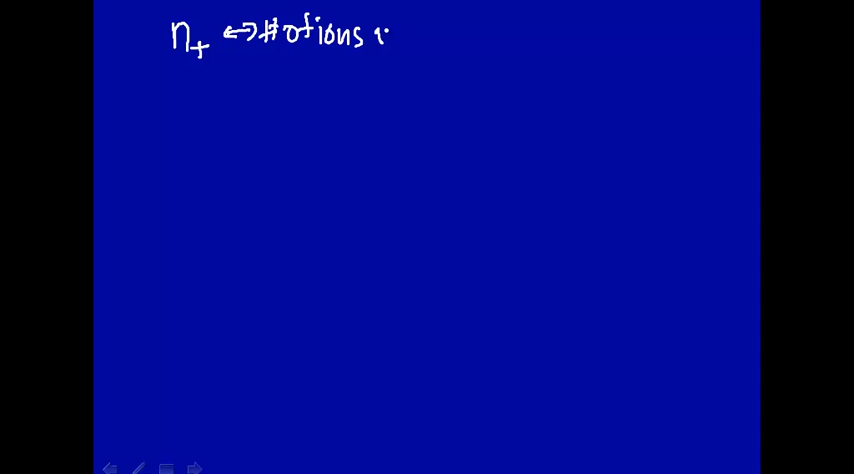 n₊ ↔ # of ions